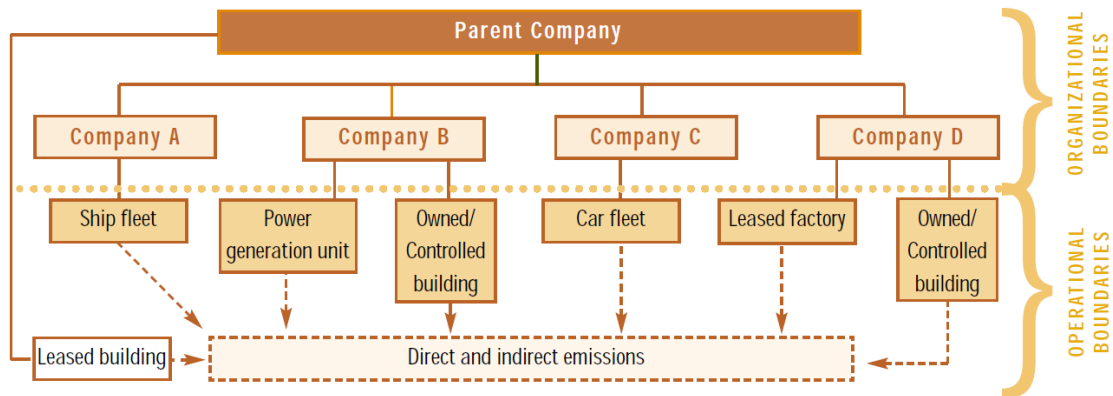 Parent Company
ORGANIZATIONAL
BOUNDARIES
Company A
Company B
Company C
Company D
Ship fleet
Power
generation unit
Owned/
Controlled
building
Car fleet
Leased factory
Owned/
Controlled
building
OPERATIONAL
BOUNDARIES
Leased building
Direct and indirect emissions